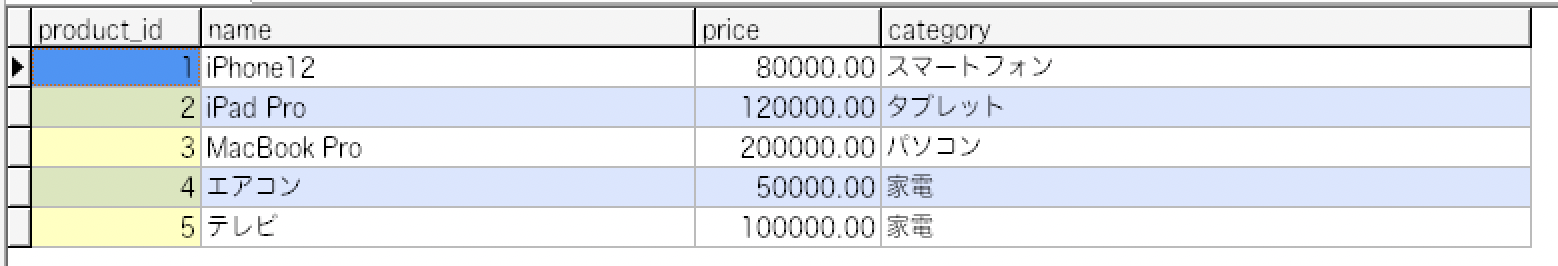 product_id name price category
1 iPhone12 80000.00 スマートフォン
2 iPad Pro 120000.00 タブレット
3 MacBook Pro 200000.00 パソコン
4 エアコン 50000.00 家電
5 テレビ 100000.00 家電